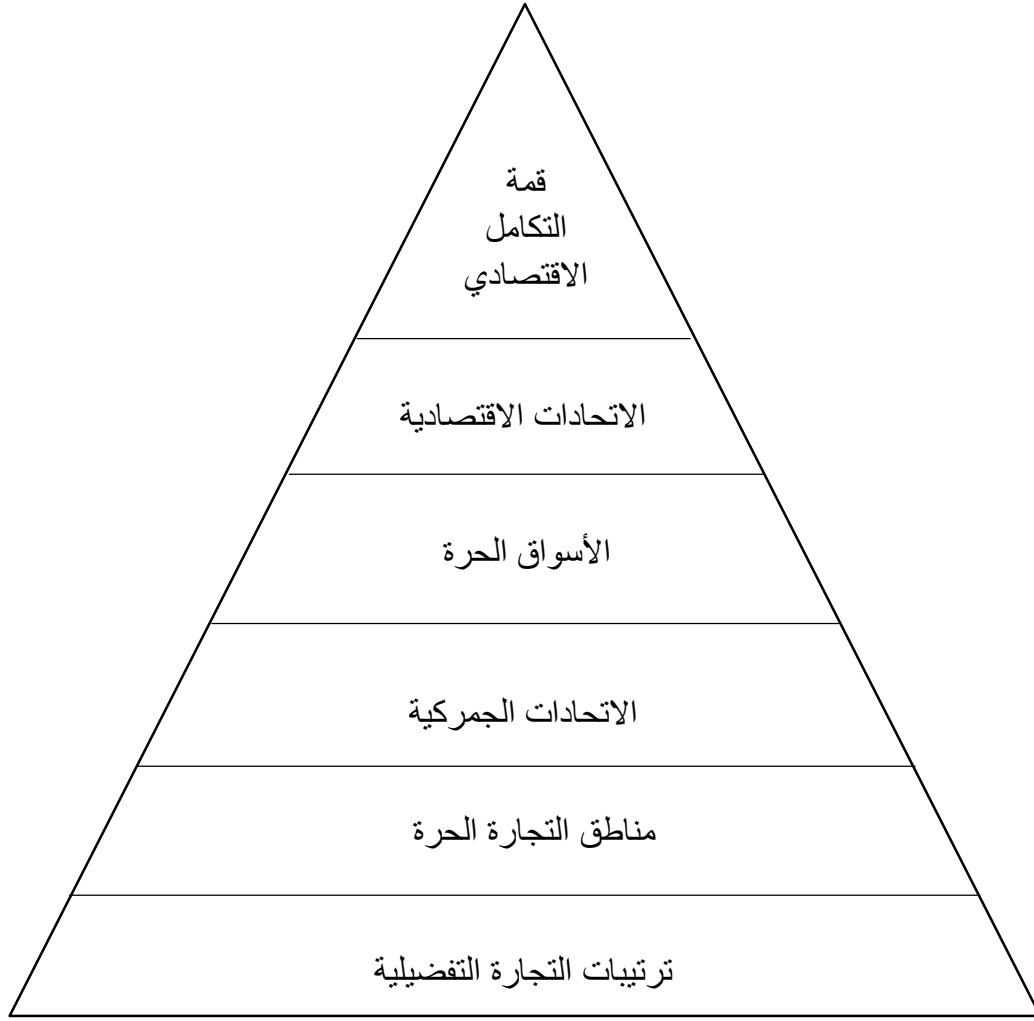 قمة
التكامل
الاقتصادي
الاتحادات الاقتصادية
الأسواق الحرة
الاتحادات الجمركية
مناطق التجارة الحرة
ترتيبات التجارة التفضيلية